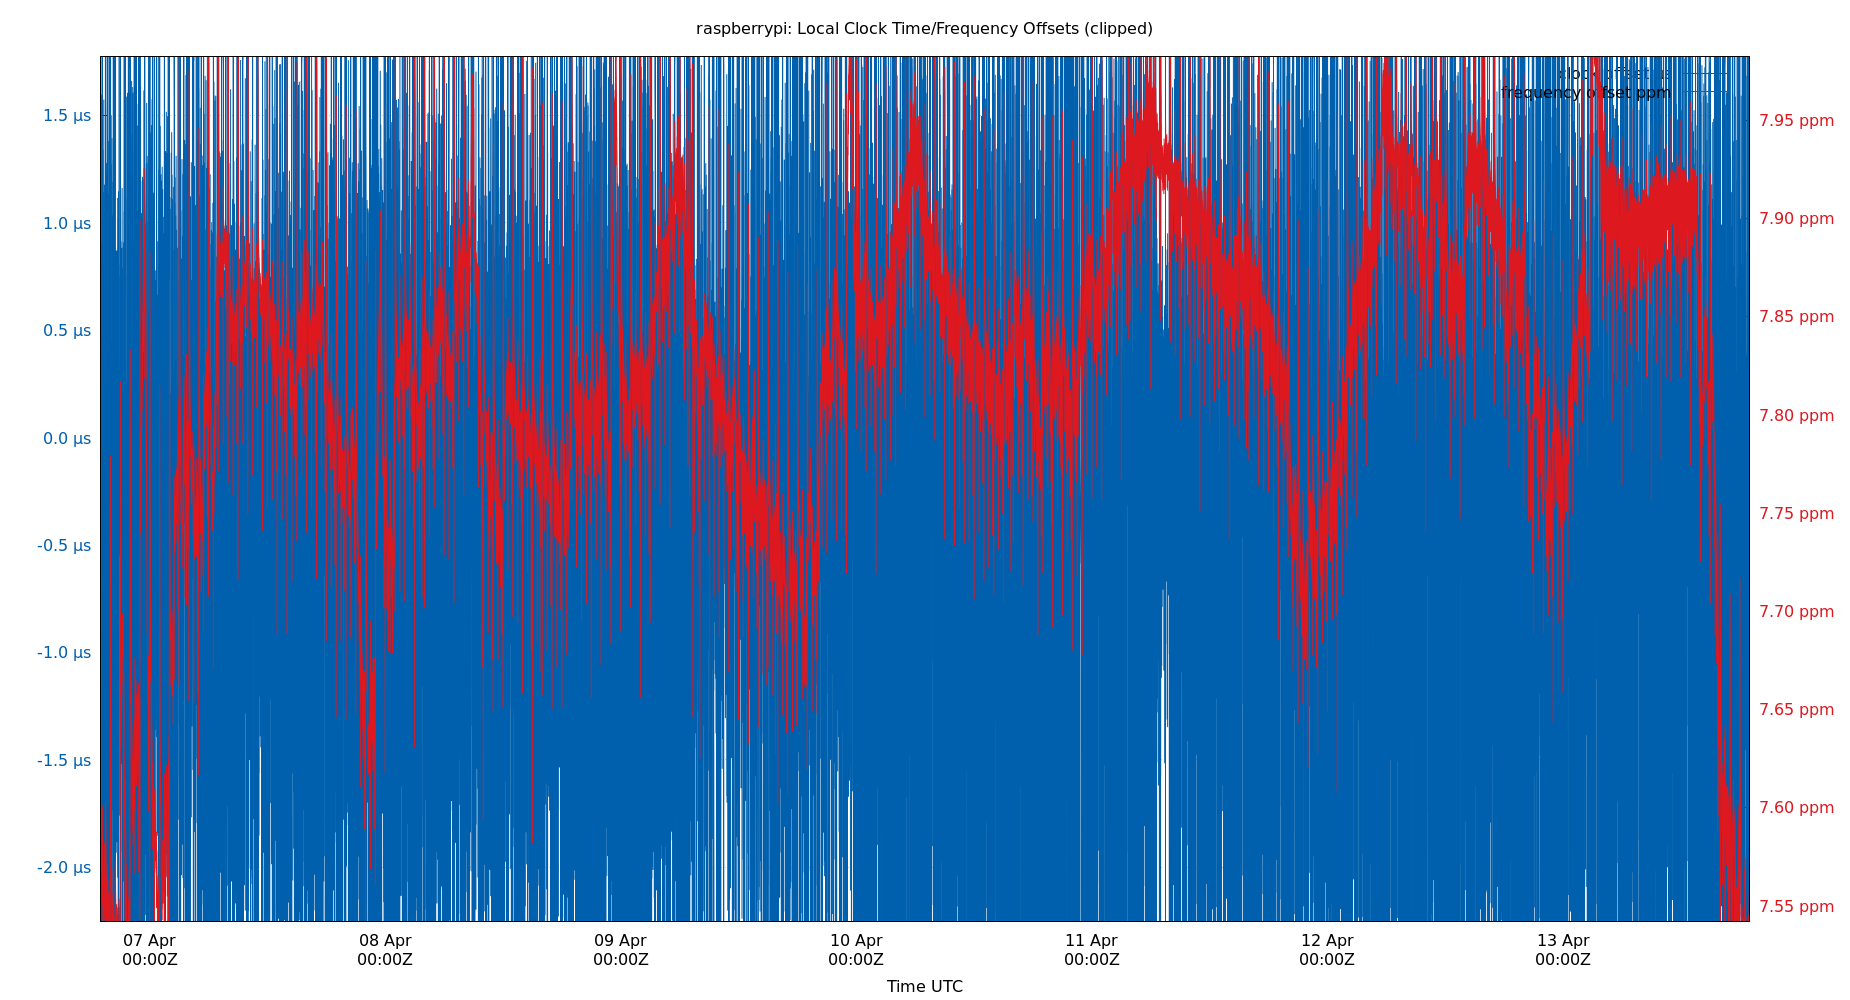 raspberrypi: Local Clock Time/Frequency Offsets (clipped)
clock offset us
frequency offset ppm
1.5 µs
1.0 µs
0.5 µs
0.0 µs
-0.5 µs
-1.0 µs
-1.5 µs
-2.0 µs
7.95 ppm
7.90 ppm
7.85 ppm
7.80 ppm
7.75 ppm
7.70 ppm
7.65 ppm
7.60 ppm
7.55 ppm
07 Apr 08 Apr 09 Apr 10 Apr 11 Apr 12 Apr 13 Apr
00:00Z 00:00Z 00:00Z 00:00Z 00:00Z 00:00Z 00:00Z
Time UTC